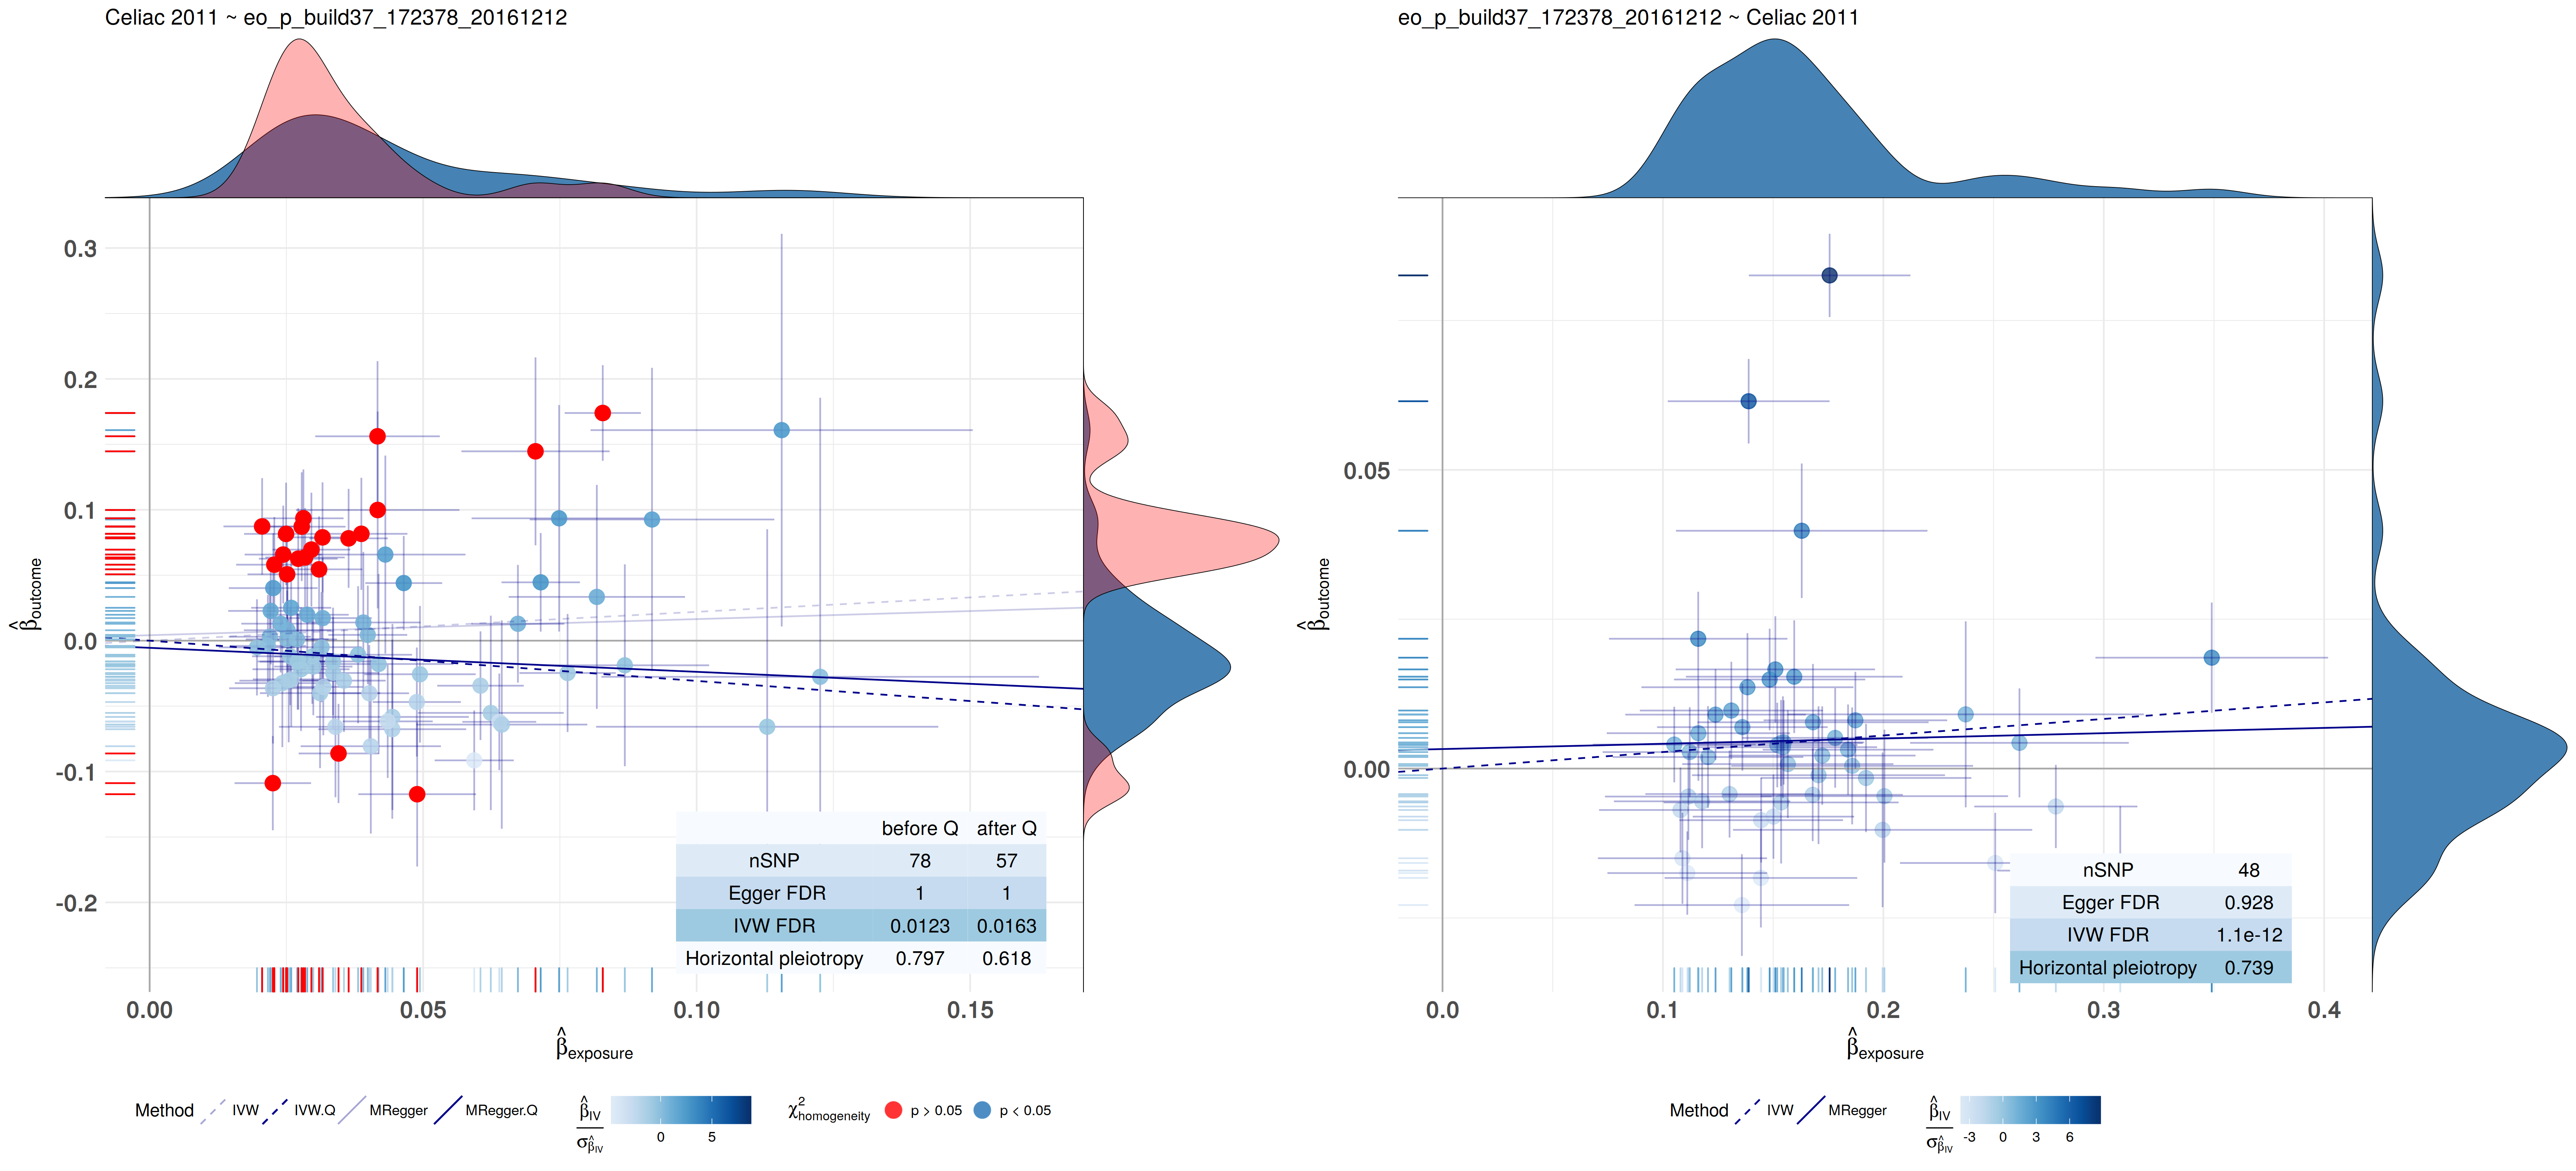 Celiac 2011 ~ eo_p_build37_172378_20161212
0.3
0.2
0.1
0.0
-0.1
-0.2
β̂outcome
before Q after Q
nSNP 78 57
Egger FDR 1 1
IVW FDR 0.0123 0.0163
Horizontal pleiotropy 0.797 0.618
0.00 0.05 0.10 0.15
β̂exposure
Method IVW IVW.Q MRegger MRegger.Q
β̂IV
σβ̂IV
0 5
χ²homogeneity p > 0.05 p < 0.05
eo_p_build37_172378_20161212 ~ Celiac 2011
0.05
0.00
β̂outcome
nSNP 48
Egger FDR 0.928
IVW FDR 1.1e-12
Horizontal pleiotropy 0.739
0.0 0.1 0.2 0.3 0.4
β̂exposure
Method IVW MRegger
β̂IV
σβ̂IV
-3 0 3 6